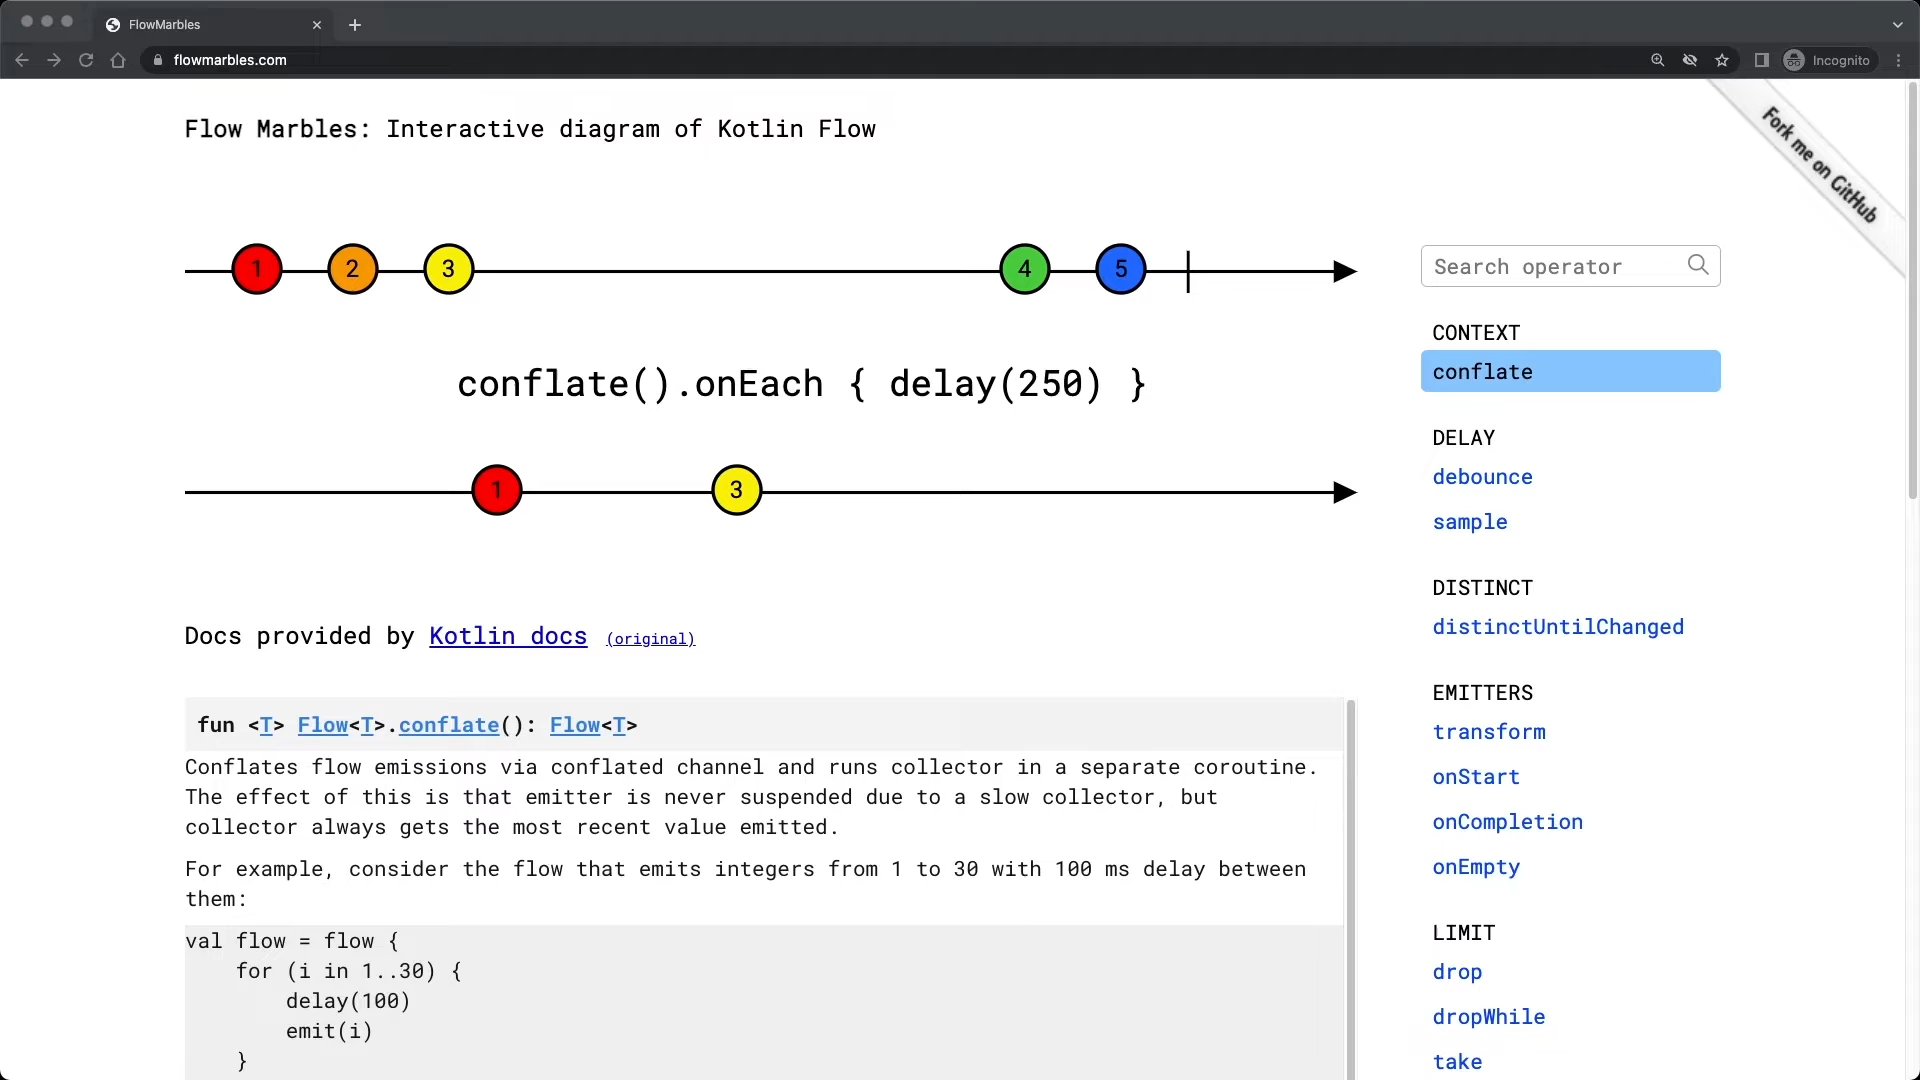 FlowMarbles
flowmarbles.com
Incognito
Flow Marbles: Interactive diagram of Kotlin Flow
Fork me on GitHub
1 2 3 4 5
conflate().onEach { delay(250) }
1 3
Docs provided by Kotlin docs (original)
fun <T> Flow<T>.conflate(): Flow<T>
Conflates flow emissions via conflated channel and runs collector in a separate coroutine.
The effect of this is that emitter is never suspended due to a slow collector, but
collector always gets the most recent value emitted.
For example, consider the flow that emits integers from 1 to 30 with 100 ms delay between
them:
val flow = flow {
    for (i in 1..30) {
        delay(100)
        emit(i)
    }
Search operator
CONTEXT
conflate
DELAY
debounce
sample
DISTINCT
distinctUntilChanged
EMITTERS
transform
onStart
onCompletion
onEmpty
LIMIT
drop
dropWhile
take